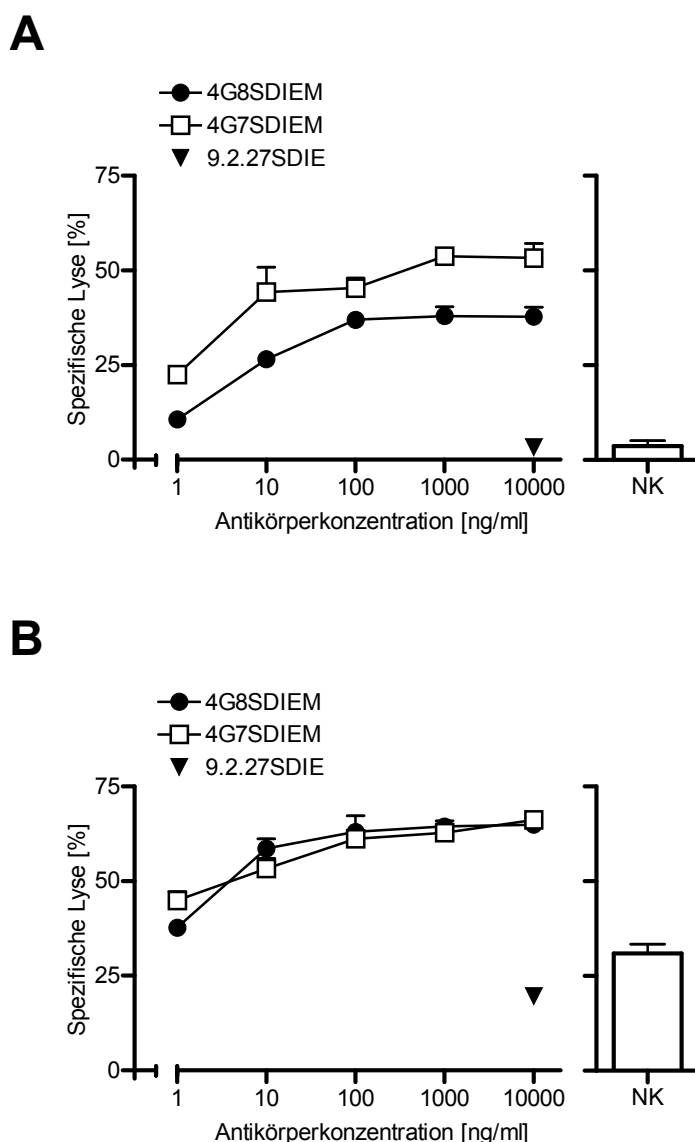 A
4G8SDIEM
4G7SDIEM
9.2.27SDIE
Spezifische Lyse [%]
75
50
25
0
1 10 100 1000 10000
NK
Antikörperkonzentration [ng/ml]
B
4G8SDIEM
4G7SDIEM
9.2.27SDIE
Spezifische Lyse [%]
75
50
25
0
1 10 100 1000 10000
NK
Antikörperkonzentration [ng/ml]